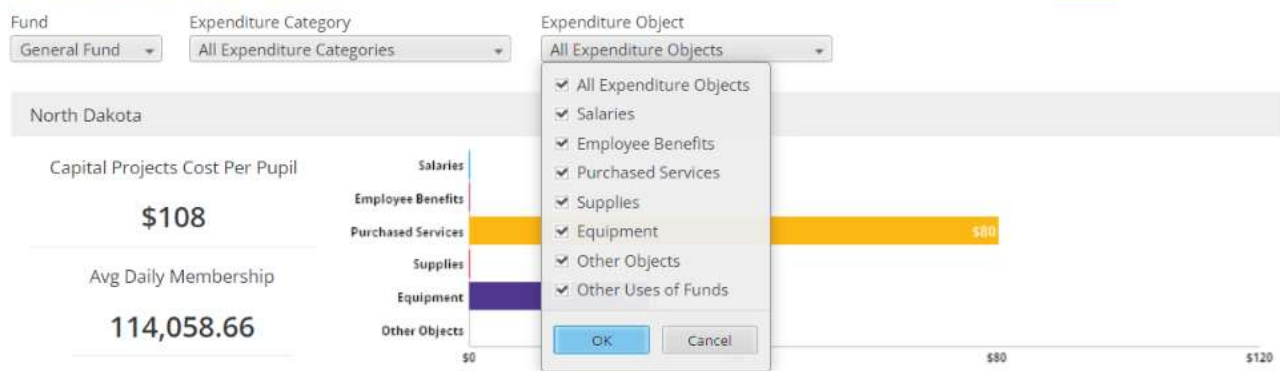 Fund
Expenditure Category
Expenditure Object
General Fund
All Expenditure Categories
All Expenditure Objects
All Expenditure Objects
Salaries
Employee Benefits
Purchased Services
Supplies
Equipment
Other Objects
Other Uses of Funds
OK
Cancel
North Dakota
Capital Projects Cost Per Pupil
$108
Avg Daily Membership
114,058.66
Salaries
Employee Benefits
Purchased Services
$80
Supplies
Equipment
Other Objects
$0
$80
$120